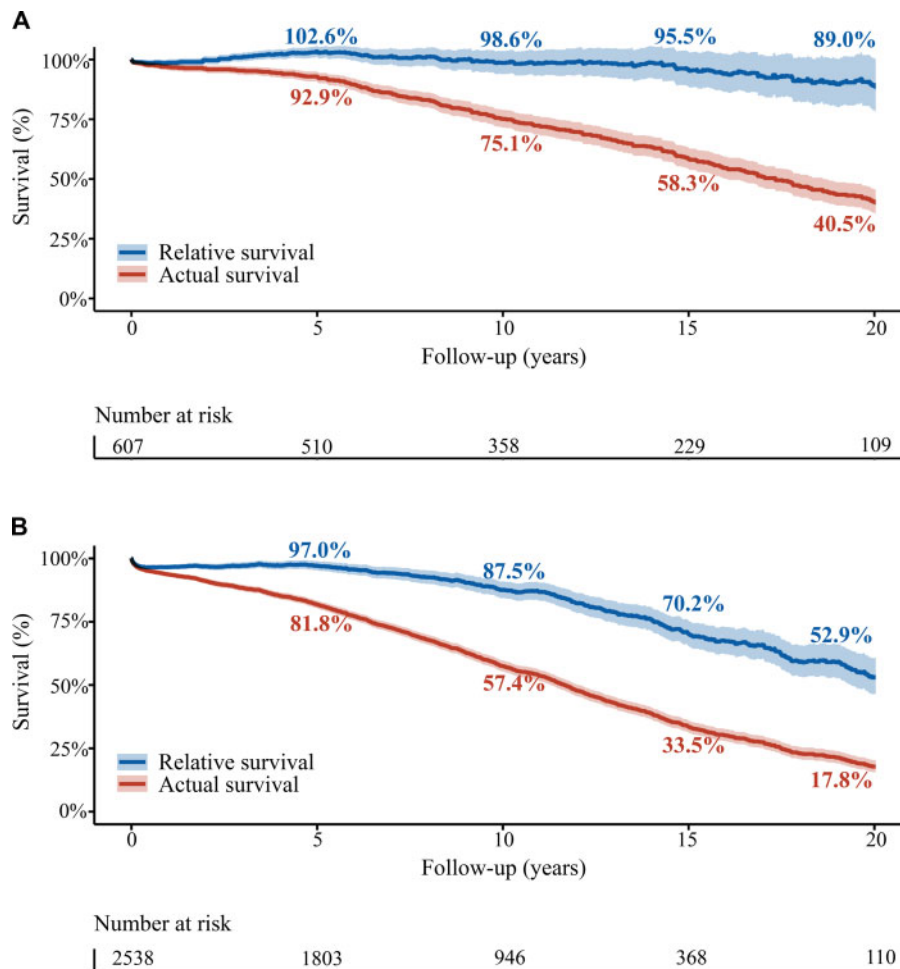 A
102.6% 98.6% 95.5% 89.0%
100%
92.9%
75%
75.1%
Survival (%)
50%
58.3%
40.5%
25%
Relative survival
Actual survival
0%
0 5 10 15 20
Follow-up (years)
Number at risk
607 510 358 229 109
B
100%
97.0%
87.5%
75%
70.2%
81.8%
52.9%
Survival (%)
50%
57.4%
33.5%
25%
Relative survival
17.8%
Actual survival
0%
0 5 10 15 20
Follow-up (years)
Number at risk
2538 1803 946 368 110